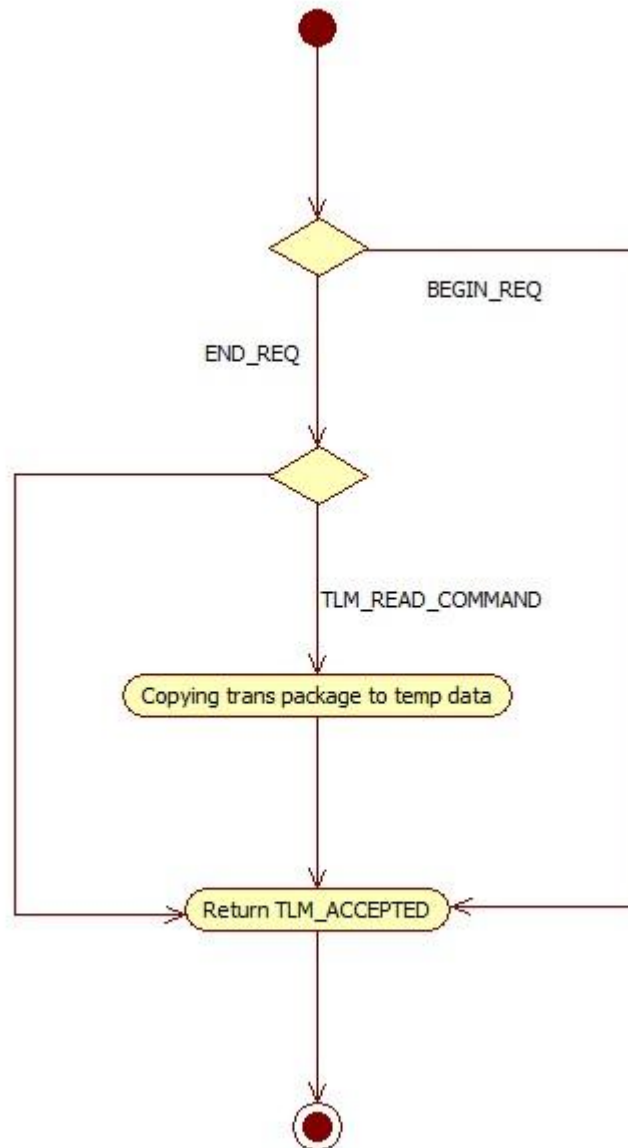 BEGIN_REQ
END_REQ
TLM_READ_COMMAND
Copying trans package to temp data
Return TLM_ACCEPTED